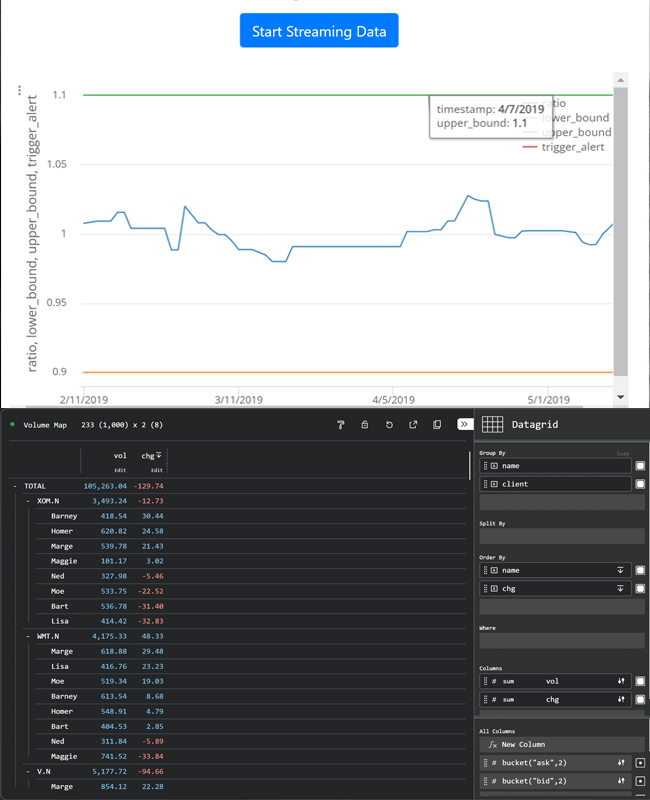 Start Streaming Data
ratio, lower_bound, upper_bound, trigger_alert
1.1
1.05
1
0.95
0.9
timestamp: 4/7/2019
upper_bound: 1.1
lower_bound
upper_bound
trigger_alert
2/11/2019 3/11/2019 4/5/2019 5/1/2019
Volume Map 233 (1,000) x 2 (8)
vol chg
Edit Edit
- TOTAL 105,263.04 -129.74
- XOM.N 3,493.24 -12.73
Barney 418.54 30.44
Homer 620.82 24.58
Marge 539.78 21.43
Maggie 101.17 3.02
Ned 327.98 -5.46
Moe 533.75 -22.52
Bart 536.78 -31.40
Lisa 414.42 -32.83
- WMT.N 4,175.33 48.33
Marge 618.88 29.48
Lisa 416.76 23.23
Moe 519.34 19.03
Barney 613.54 8.68
Homer 548.91 4.79
Bart 404.53 2.85
Ned 311.84 -5.89
Maggie 741.52 -33.84
- V.N 5,177.72 -94.66
Marge 854.12 22.28
Datagrid
Group By
Swap
name
client
Split By
Order By
name
chg
Where
Columns
# sum vol
# sum chg
All Columns
fx New Column
# bucket("ask",2)
# bucket("bid",2)